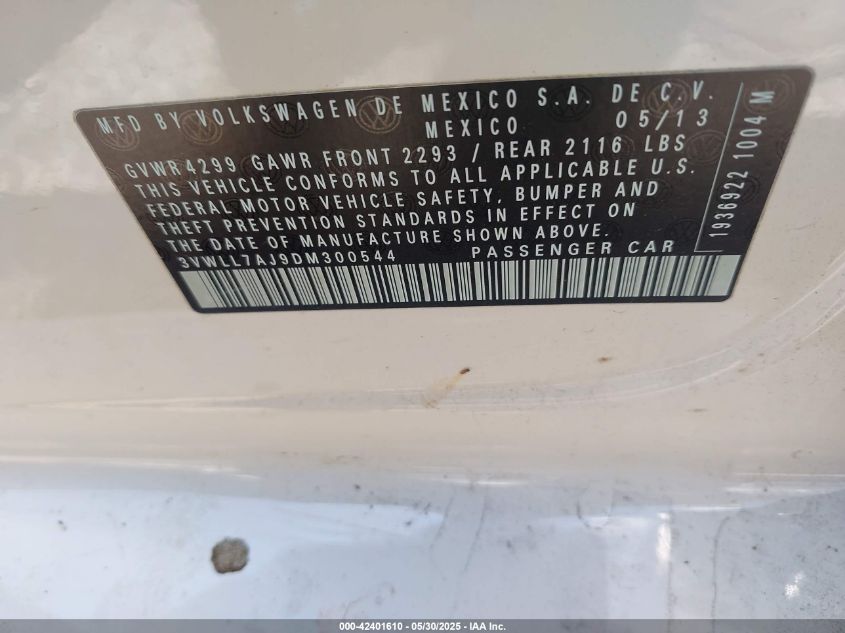 MFD BY VOLKSWAGEN DE MEXICO S.A. DE C.V.
MEXICO 05/13
GVWR 4299 GAWR FRONT 2293 / REAR 2116 LBS
THIS VEHICLE CONFORMS TO ALL APPLICABLE U.S.
FEDERAL MOTOR VEHICLE SAFETY, BUMPER AND
THEFT PREVENTION STANDARDS IN EFFECT ON
THE DATE OF MANUFACTURE SHOWN ABOVE.
3VWLL7AJ9DM300544 PASSENGER CAR
1936922 1004 M
000-42401610 - 05/30/2025 - IAA Inc.